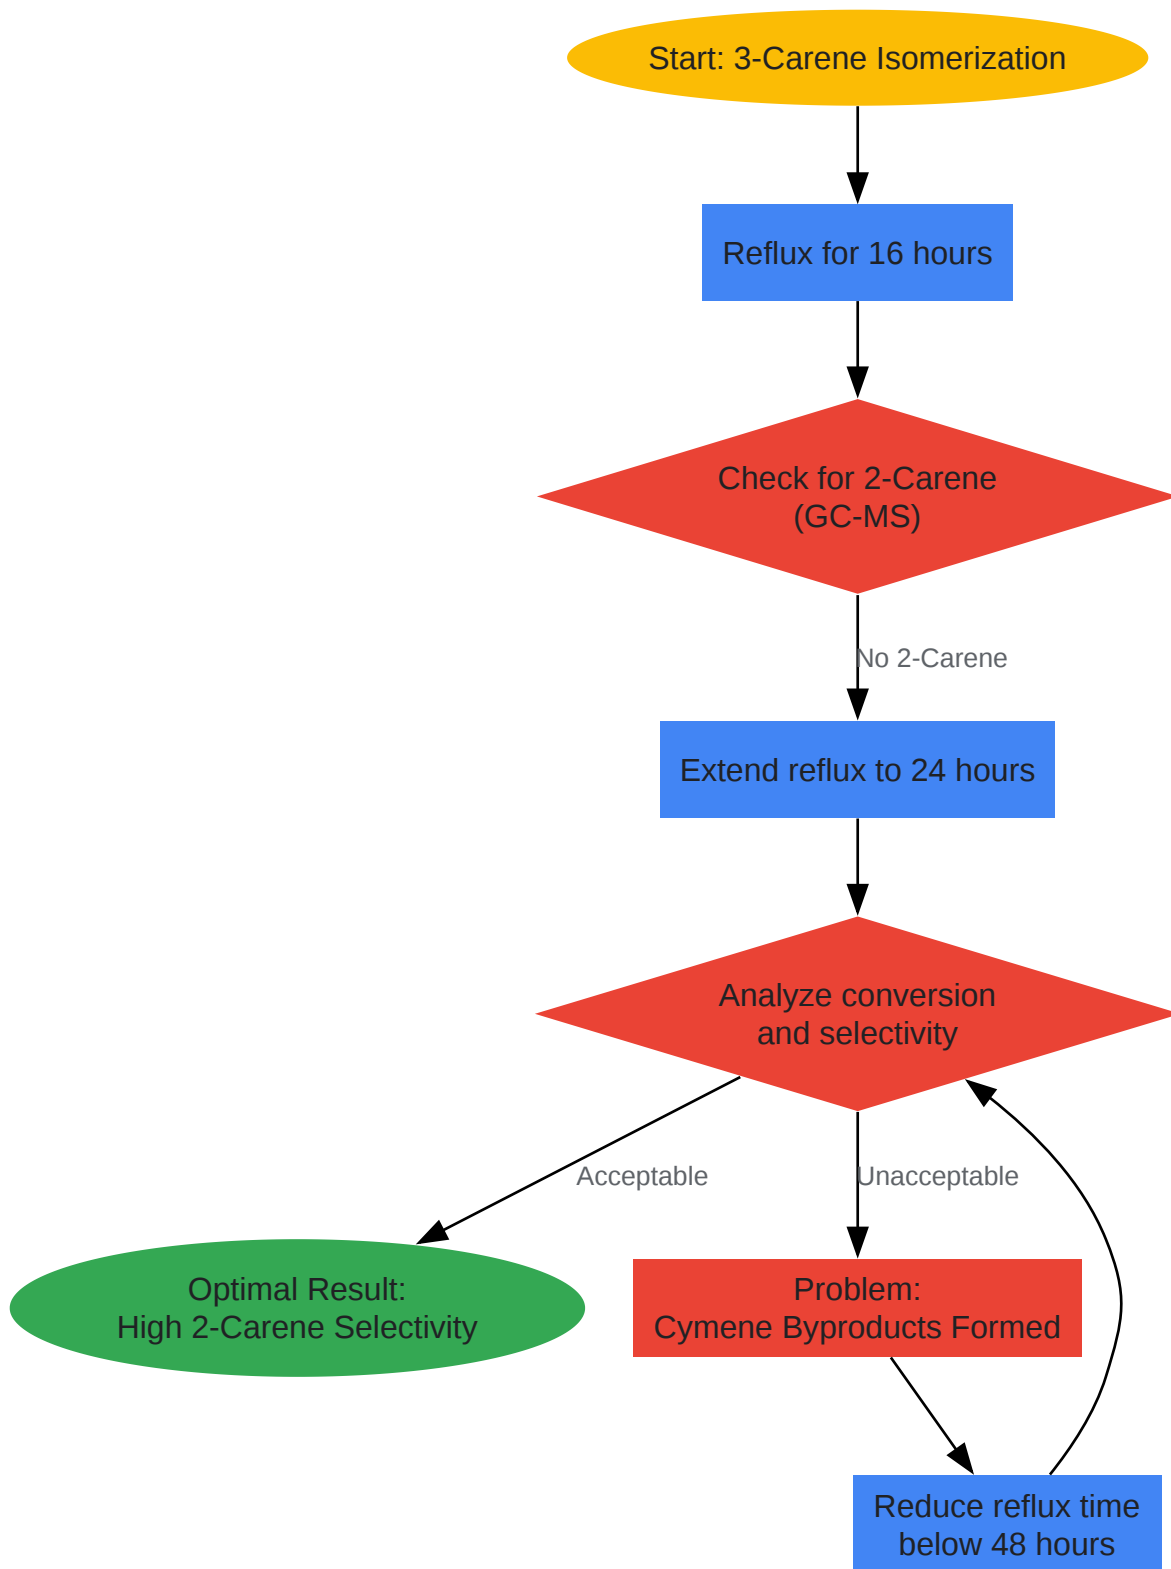 Start: 3-Carene Isomerization
Reflux for 16 hours
Check for 2-Carene
(GC-MS)
No 2-Carene
Extend reflux to 24 hours
Analyze conversion
and selectivity
Acceptable
Unacceptable
Optimal Result:
High 2-Carene Selectivity
Problem:
Cymene Byproducts Formed
Reduce reflux time
below 48 hours